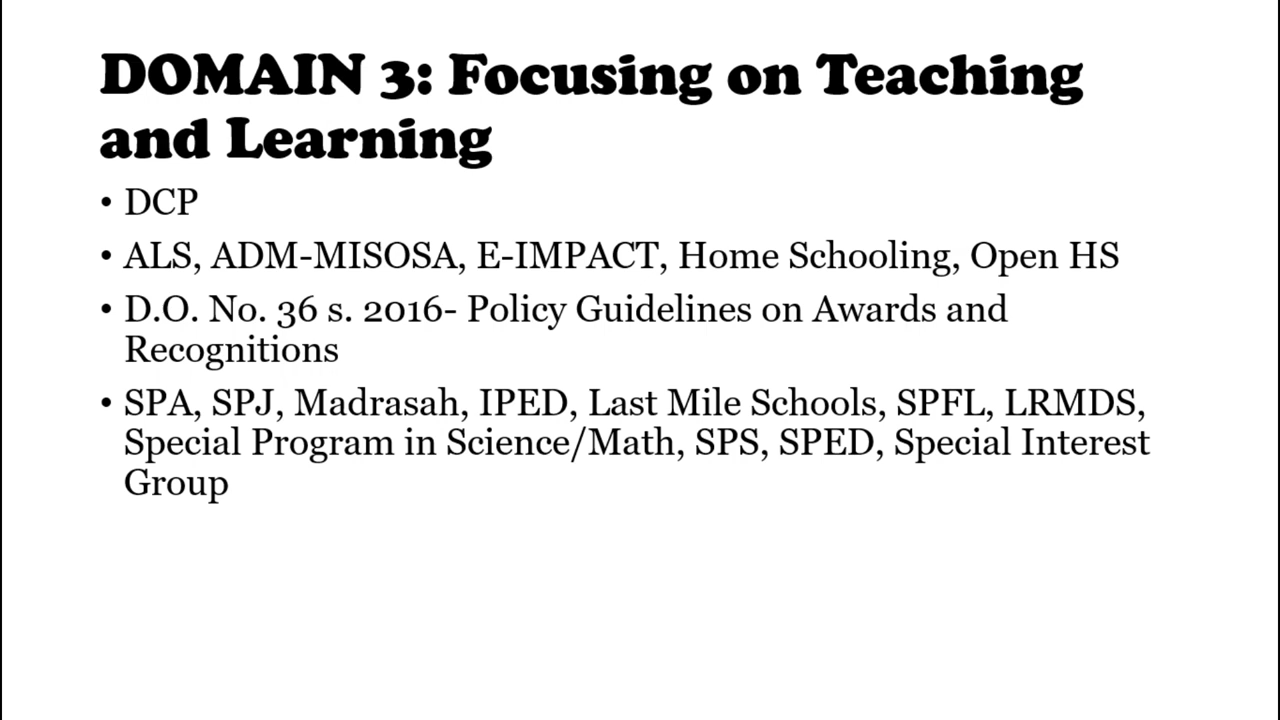 DOMAIN 3: Focusing on Teaching
and Learning
• DCP
• ALS, ADM-MISOSA, E-IMPACT, Home Schooling, Open HS
• D.O. No. 36 s. 2016- Policy Guidelines on Awards and
Recognitions
• SPA, SPJ, Madrasah, IPED, Last Mile Schools, SPFL, LRMDS,
Special Program in Science/Math, SPS, SPED, Special Interest
Group